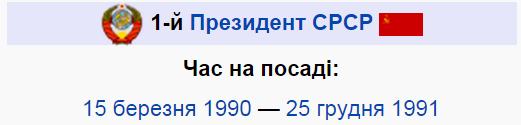 1-й Президент СРСР
Час на посаді:
15 березня 1990 — 25 грудня 1991